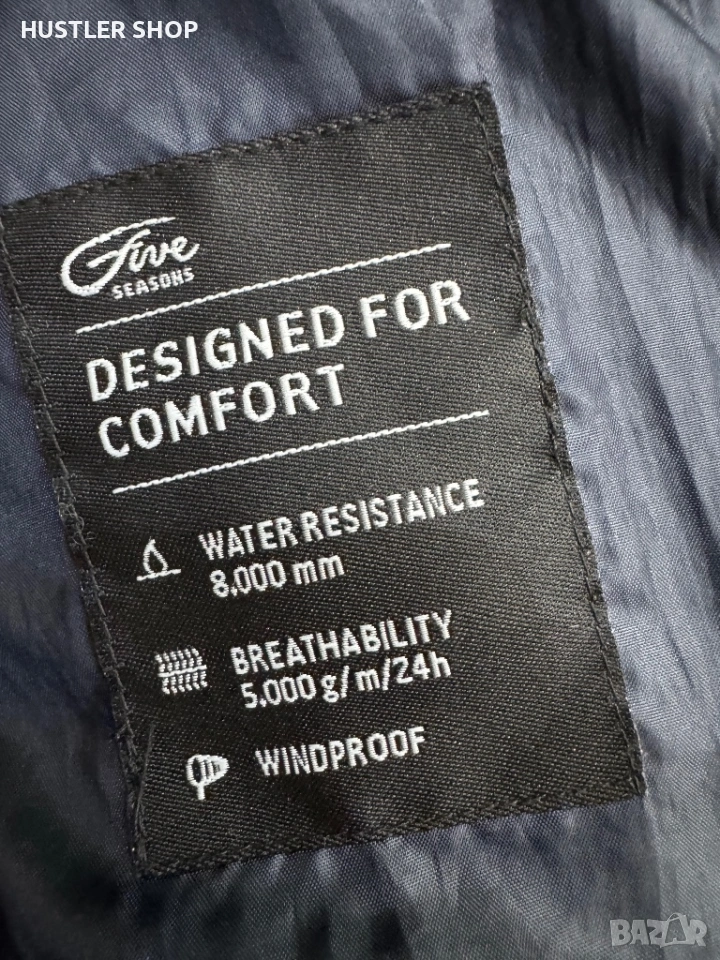 HUSTLER SHOP
Five
SEASONS
DESIGNED FOR
COMFORT
WATER RESISTANCE
8,000 mm
BREATHABILITY
5,000 g/m/24h
WINDPROOF
BAZAR